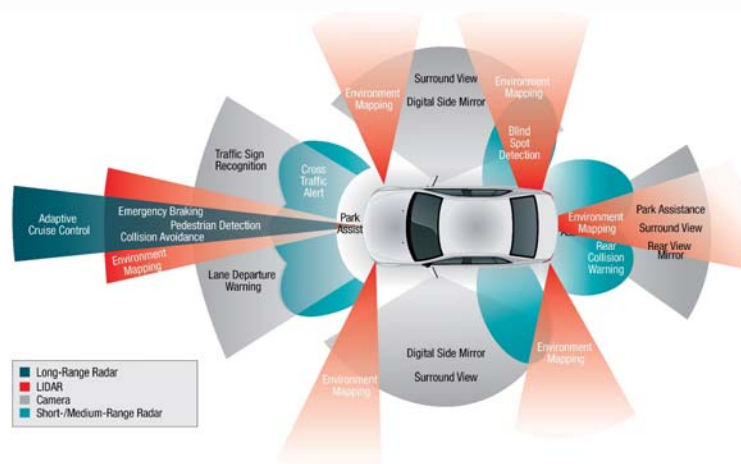 Environment
Mapping
Surround View
Digital Side Mirror
Environment
Mapping
Blind
Spot
Detection
Traffic Sign
Recognition
Cross
Traffic
Alert
Adaptive
Cruise Control
Emergency Braking
Pedestrian Detection
Collision Avoidance
Environment
Mapping
Park
Assist
Lane Departure
Warning
Environment
Mapping
Rear
Collision
Warning
Park Assistance
Surround View
Rear View
Mirror
Environment
Mapping
Digital Side Mirror
Surround View
Environment
Mapping
Long-Range Radar
LIDAR
Camera
Short-/Medium-Range Radar